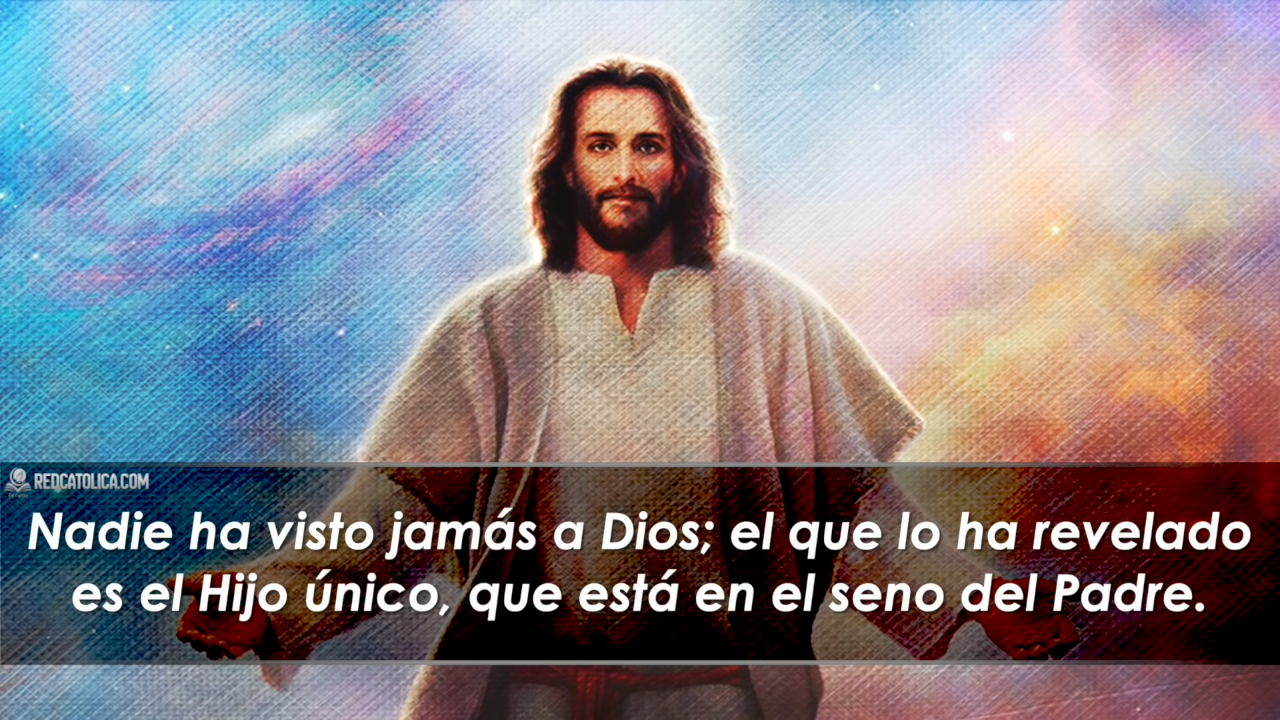 REDCATOLICA.COM
Nadie ha visto jamás a Dios; el que lo ha revelado
es el Hijo único, que está en el seno del Padre.